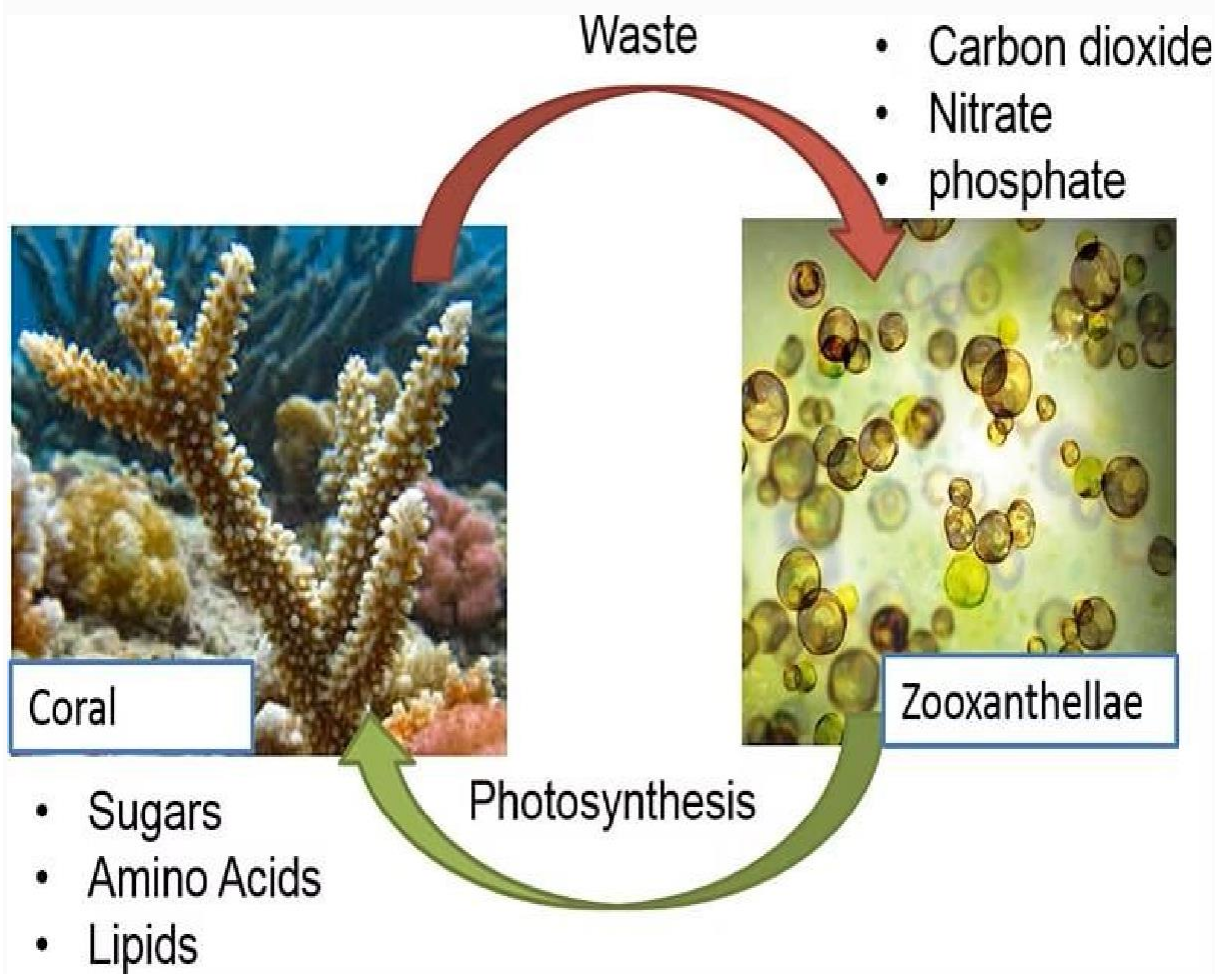 Waste
• Carbon dioxide
• Nitrate
• phosphate
Coral
Zooxanthellae
Photosynthesis
• Sugars
• Amino Acids
• Lipids